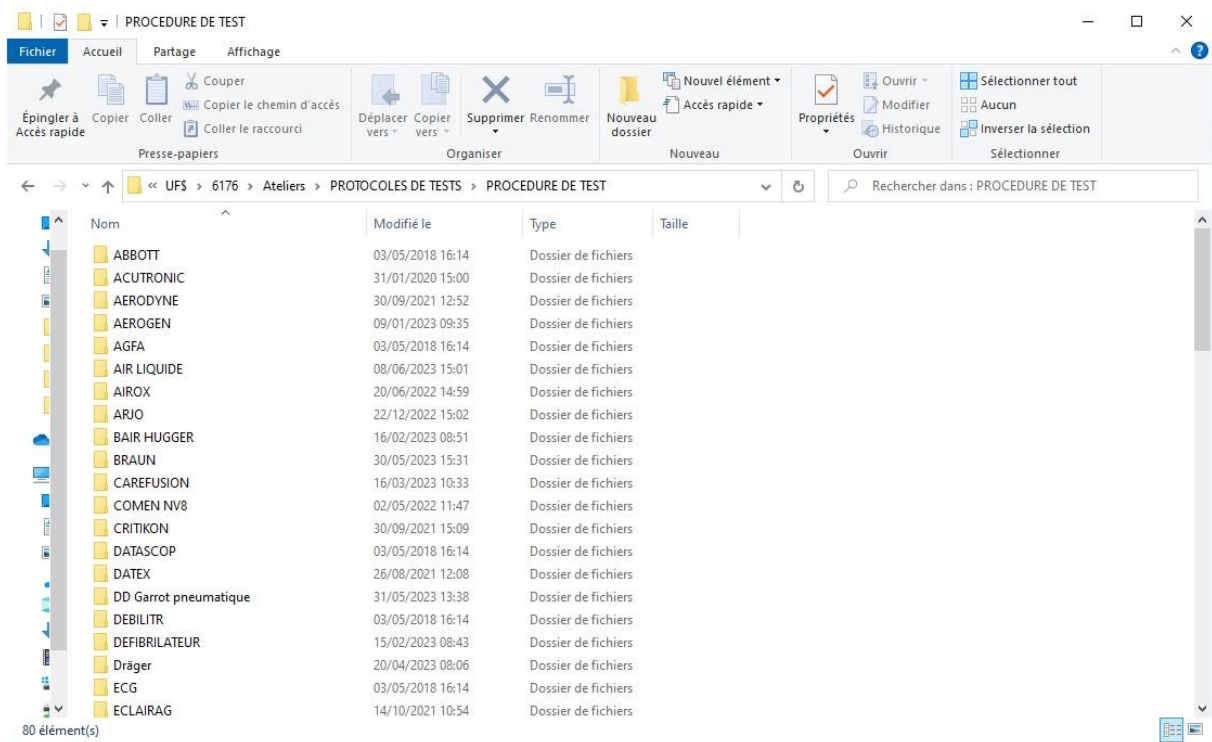 PROCEDURE DE TEST
Fichier Accueil Partage Affichage
Épingler à Accès rapide
Copier
Coller
Couper
Copier le chemin d'accès
Coller le raccourci
Presse-papiers
Déplacer vers
Copier vers
Supprimer
Renommer
Organiser
Nouveau dossier
Nouvel élément
Accès rapide
Nouveau
Propriétés
Ouvrir
Modifier
Historique
Ouvrir
Sélectionner tout
Aucun
Inverser la sélection
Sélectionner
« UF$ > 6176 > Ateliers > PROTOCOLES DE TESTS > PROCEDURE DE TEST
Rechercher dans : PROCEDURE DE TEST
Nom Modifié le Type Taille
ABBOTT 03/05/2018 16:14 Dossier de fichiers
ACUTRONIC 31/01/2020 15:00 Dossier de fichiers
AERODYNE 30/09/2021 12:52 Dossier de fichiers
AEROGEN 09/01/2023 09:35 Dossier de fichiers
AGFA 03/05/2018 16:14 Dossier de fichiers
AIR LIQUIDE 08/06/2023 15:01 Dossier de fichiers
AIROX 20/06/2022 14:59 Dossier de fichiers
ARJO 22/12/2022 15:02 Dossier de fichiers
BAIR HUGGER 16/02/2023 08:51 Dossier de fichiers
BRAUN 30/05/2023 15:31 Dossier de fichiers
CAREFUSION 16/03/2023 10:33 Dossier de fichiers
COMEN NV8 02/05/2022 11:47 Dossier de fichiers
CRITIKON 30/09/2021 15:09 Dossier de fichiers
DATASCOP 03/05/2018 16:14 Dossier de fichiers
DATEX 26/08/2021 12:08 Dossier de fichiers
DD Garrot pneumatique 31/05/2023 13:38 Dossier de fichiers
DEBILITR 03/05/2018 16:14 Dossier de fichiers
DEFIBRILATEUR 15/02/2023 08:43 Dossier de fichiers
Dräger 20/04/2023 08:06 Dossier de fichiers
ECG 03/05/2018 16:14 Dossier de fichiers
ECLAIRAG 14/10/2021 10:54 Dossier de fichiers
80 élément(s)